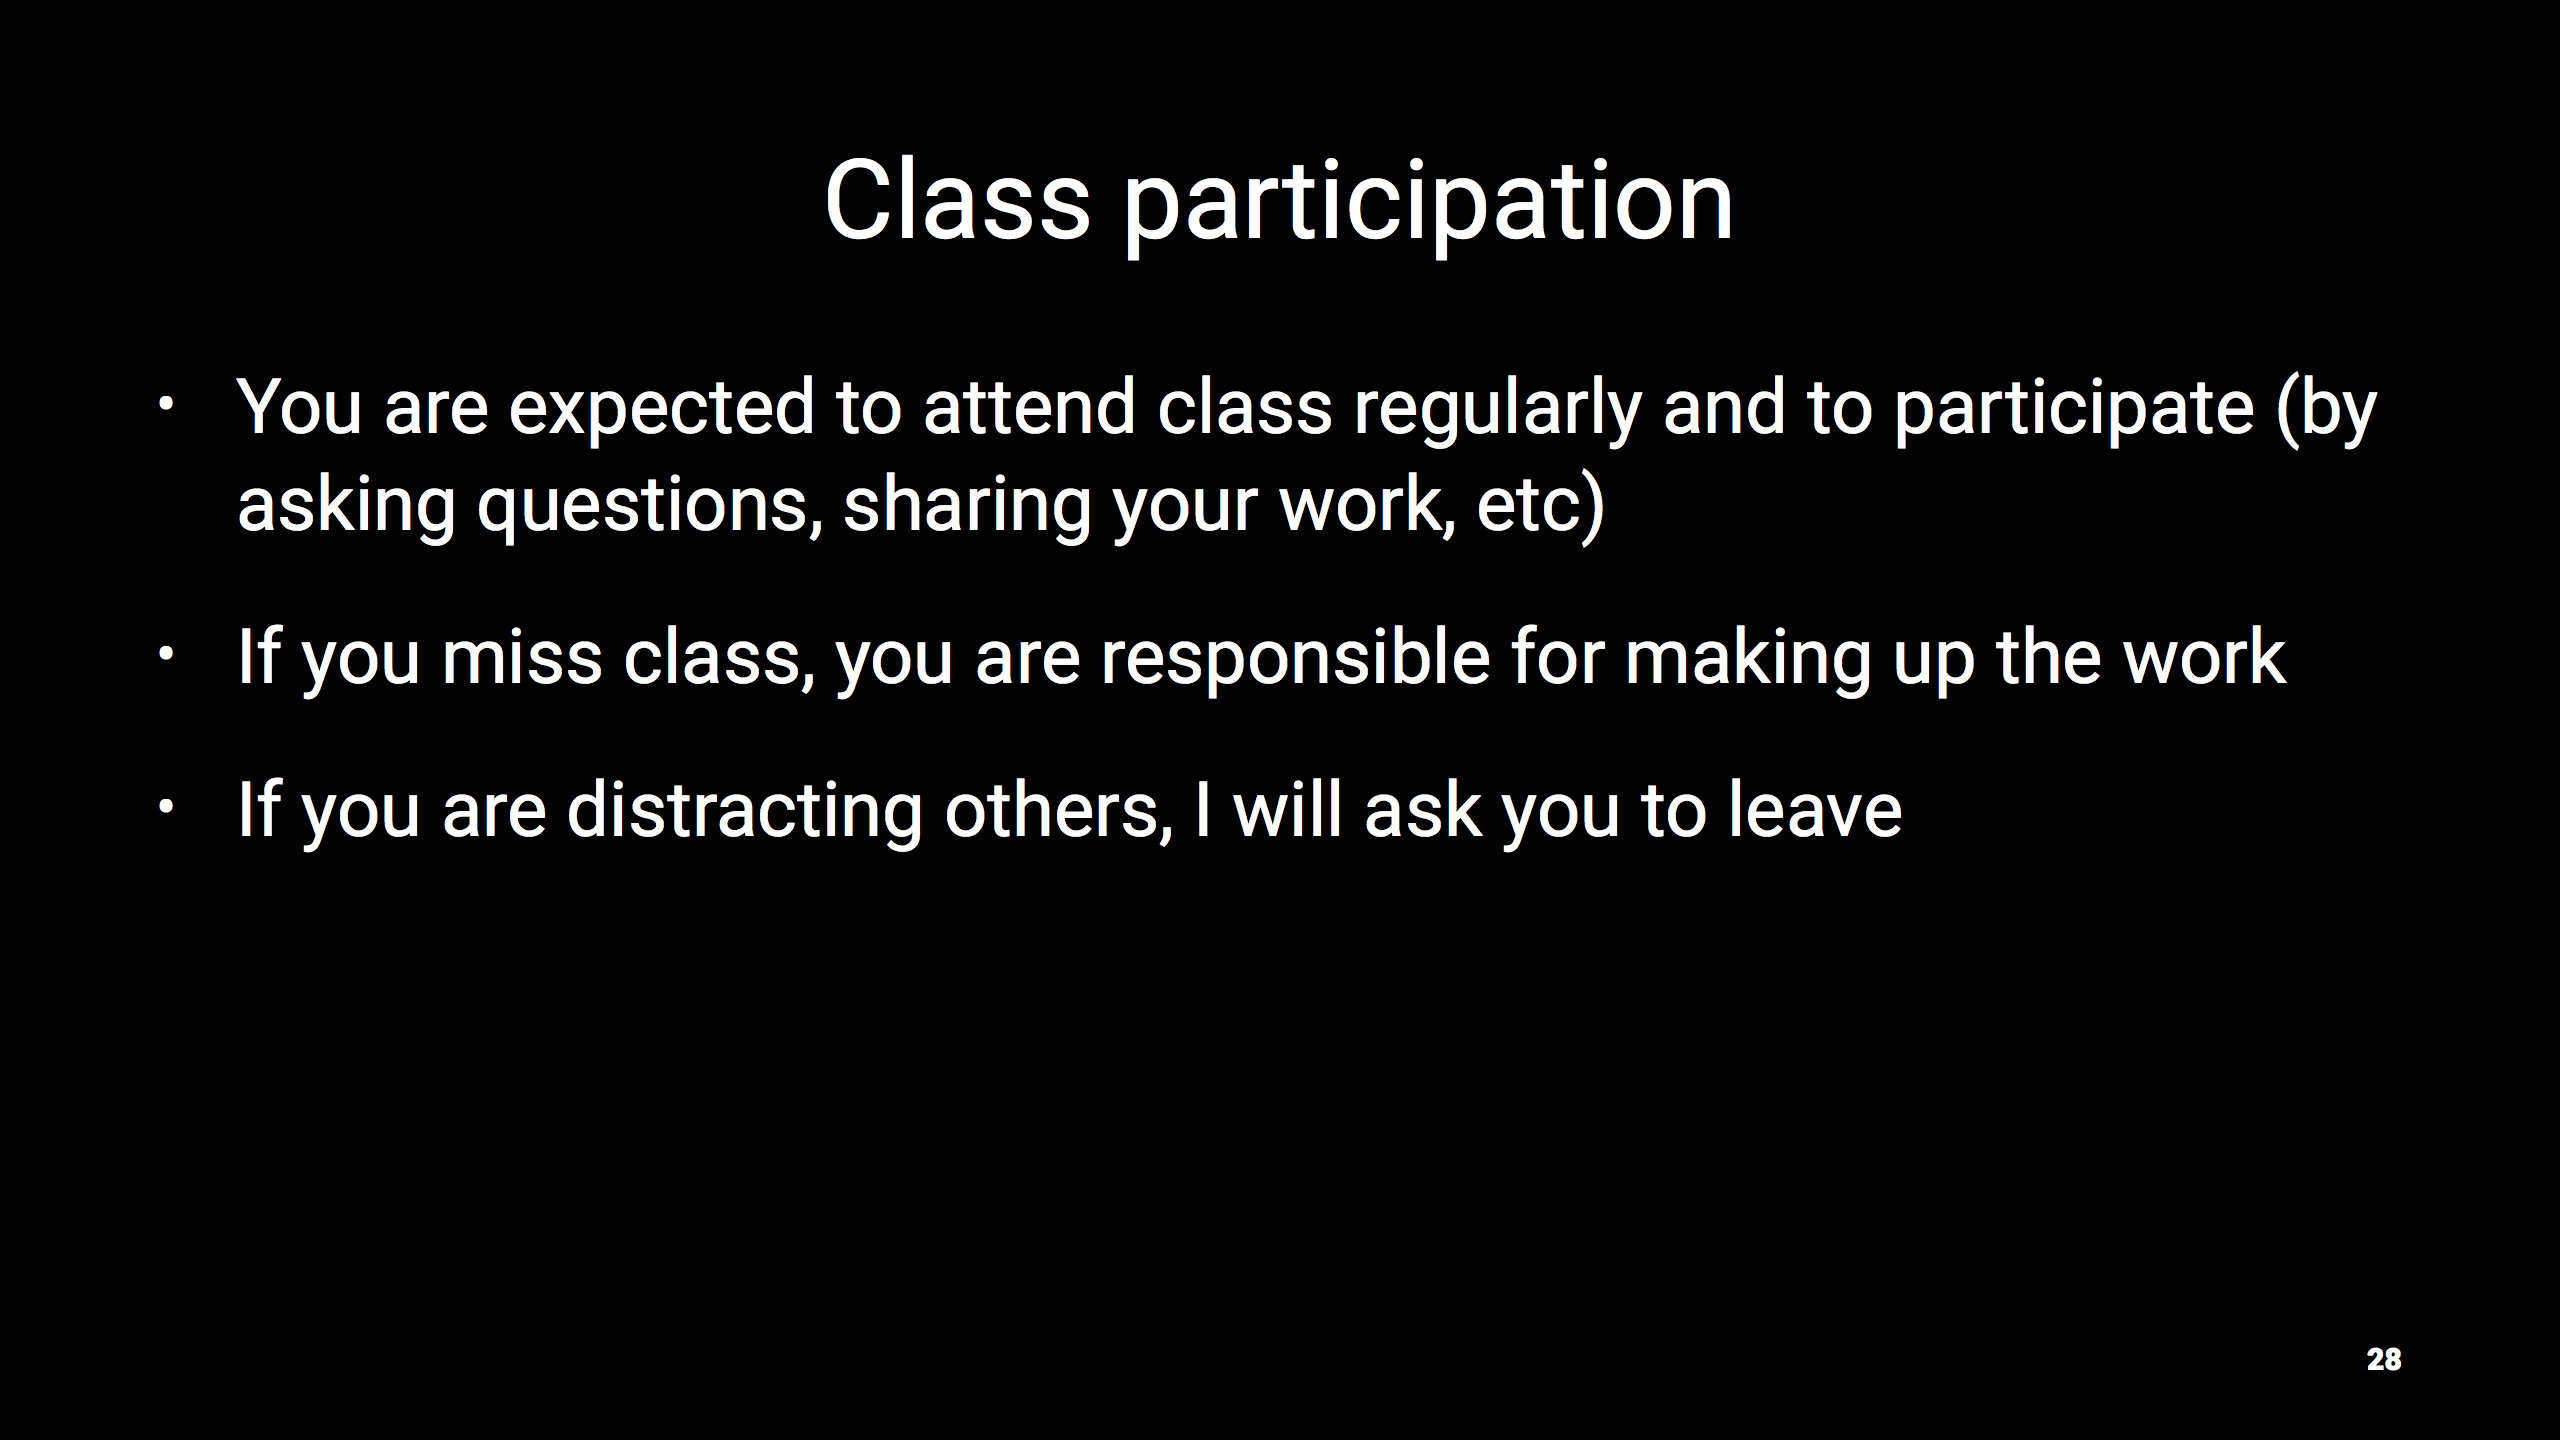 Class participation
• You are expected to attend class regularly and to participate (by
asking questions, sharing your work, etc)
• If you miss class, you are responsible for making up the work
• If you are distracting others, I will ask you to leave
28